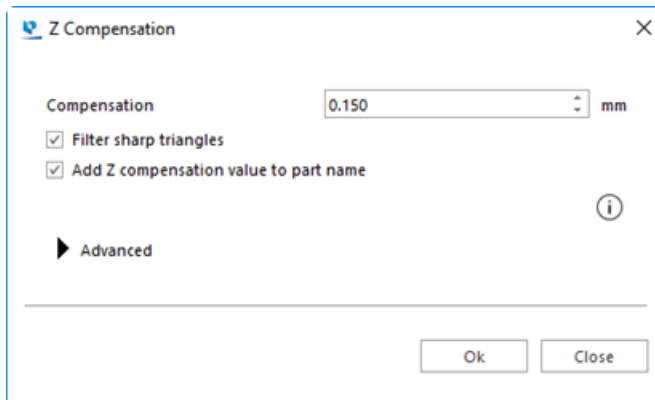 Z Compensation
Compensation 0.150 mm
Filter sharp triangles
Add Z compensation value to part name
Advanced
Ok Close